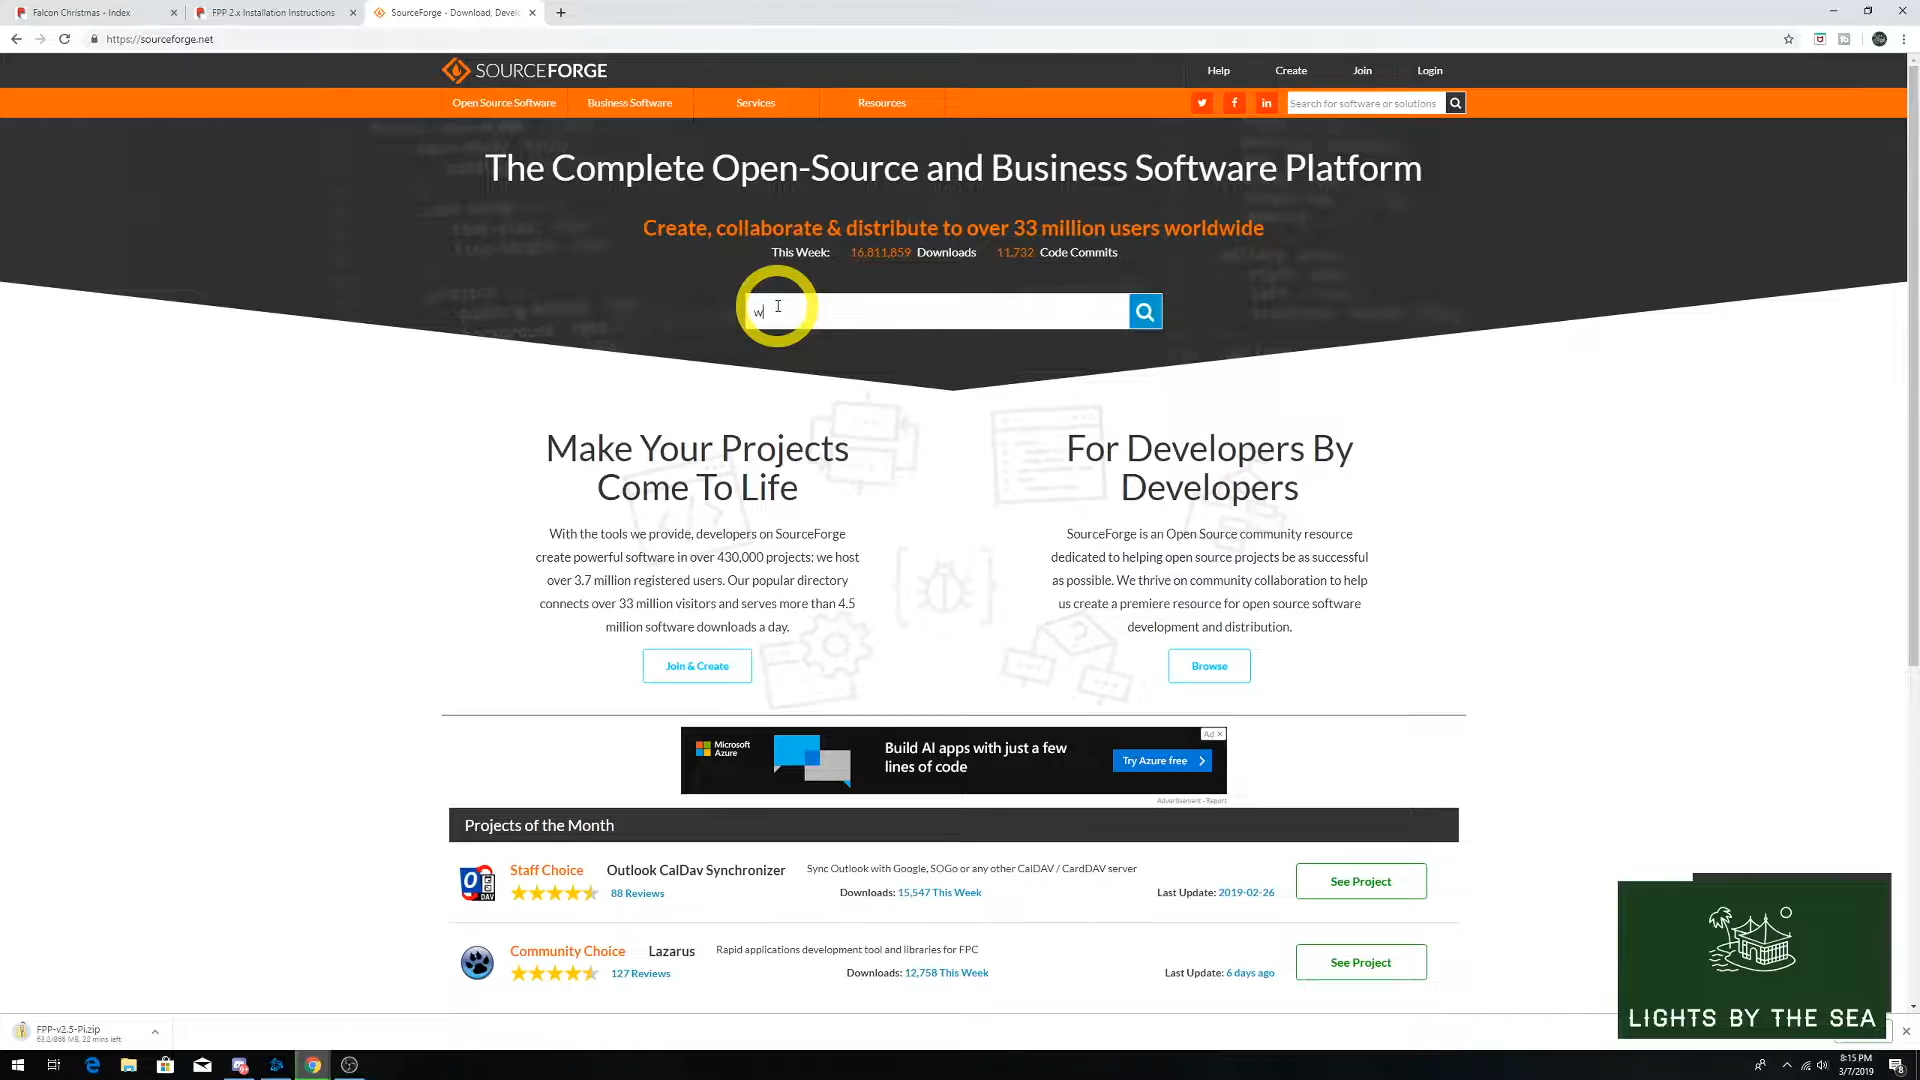 Falcon Christmas - Index
FPP 2.x Installation Instructions
SourceForge - Download, Devel
https://sourceforge.net
SOURCEFORGE
Help
Create
Join
Login
Open Source Software
Business Software
Services
Resources
Search for software or solutions
The Complete Open-Source and Business Software Platform
Create, collaborate & distribute to over 33 million users worldwide
This Week: 16,811,859 Downloads 11,732 Code Commits
w
Make Your Projects
Come To Life
With the tools we provide, developers on SourceForge
create powerful software in over 430,000 projects; we host
over 3.7 million registered users. Our popular directory
connects over 33 million visitors and serves more than 4.5
million software downloads a day.
Join & Create
For Developers By
Developers
SourceForge is an Open Source community resource
dedicated to helping open source projects be as successful
as possible. We thrive on community collaboration to help
us create a premiere resource for open source software
development and distribution.
Browse
Microsoft
Azure
Build AI apps with just a few
lines of code
Try Azure free
Ad
Advertisement - Report
Projects of the Month
Staff Choice
Outlook CalDav Synchronizer
Sync Outlook with Google, SOGo or any other CalDAV / CardDAV server
88 Reviews
Downloads: 15,547 This Week
Last Update: 2019-02-26
See Project
Community Choice
Lazarus
Rapid applications development tool and libraries for FPC
127 Reviews
Downloads: 12,758 This Week
Last Update: 6 days ago
See Project
FPP-v2.5-Pi.zip
63.2/866 MB, 22 mins left
LIGHTS BY THE SEA
8:15 PM
3/7/2019